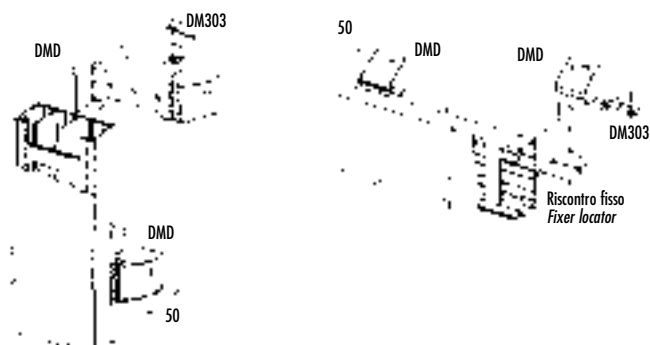 DM303
DMD
DMD
50
50
DMD
DMD
DM303
Riscontro fisso
Fixer locator